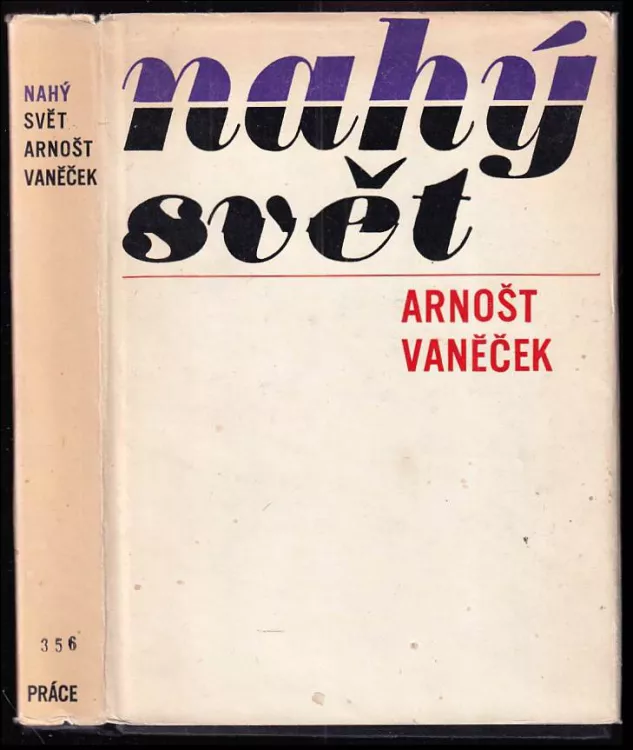 NAHÝ
SVĚT
ARNOŠT
VANĚČEK
356
PRÁCE
nahý
svět
ARNOŠT
VANĚČEK